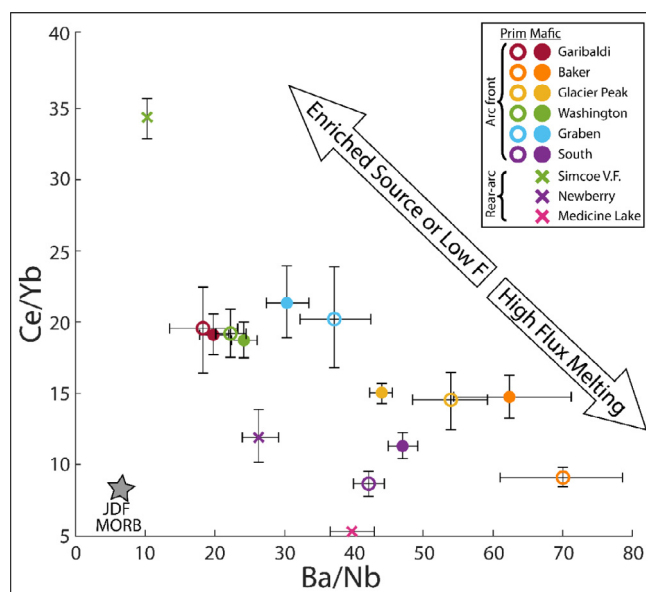 Ce/Yb
40
35
30
25
20
15
10
5
0
10
20
30
40
50
60
70
80
Ba/Nb
JDF
MORB
Enriched Source or Low F
High Flux Melting
Prim Mafic
Arc front
Garibaldi
Baker
Glacier Peak
Washington
Graben
South
Rear-arc
Simcoe V.F.
Newberry
Medicine Lake